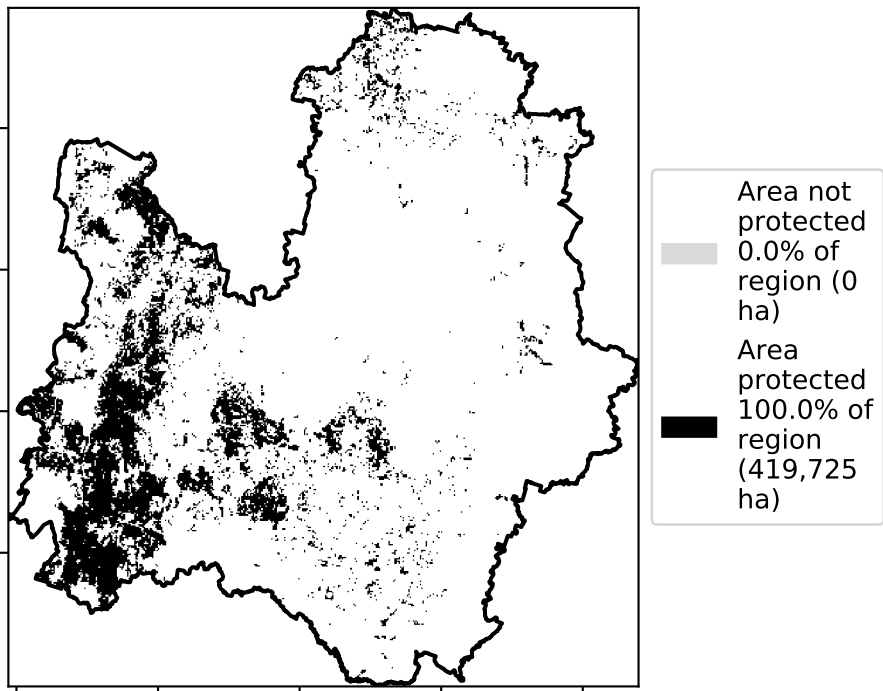 Area not
protected
0.0% of
region (0
ha)
Area
protected
100.0% of
region
(419,725
ha)